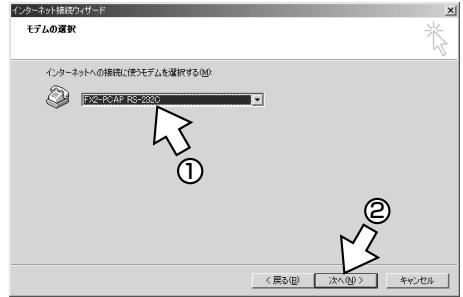 インターネット接続ウィザード
モデムの選択
インターネットへの接続に使うモデムを選択する(M):
FX2-PCAP RS-232C
①
②
< 戻る(B)
次へ(N) >
キャンセル